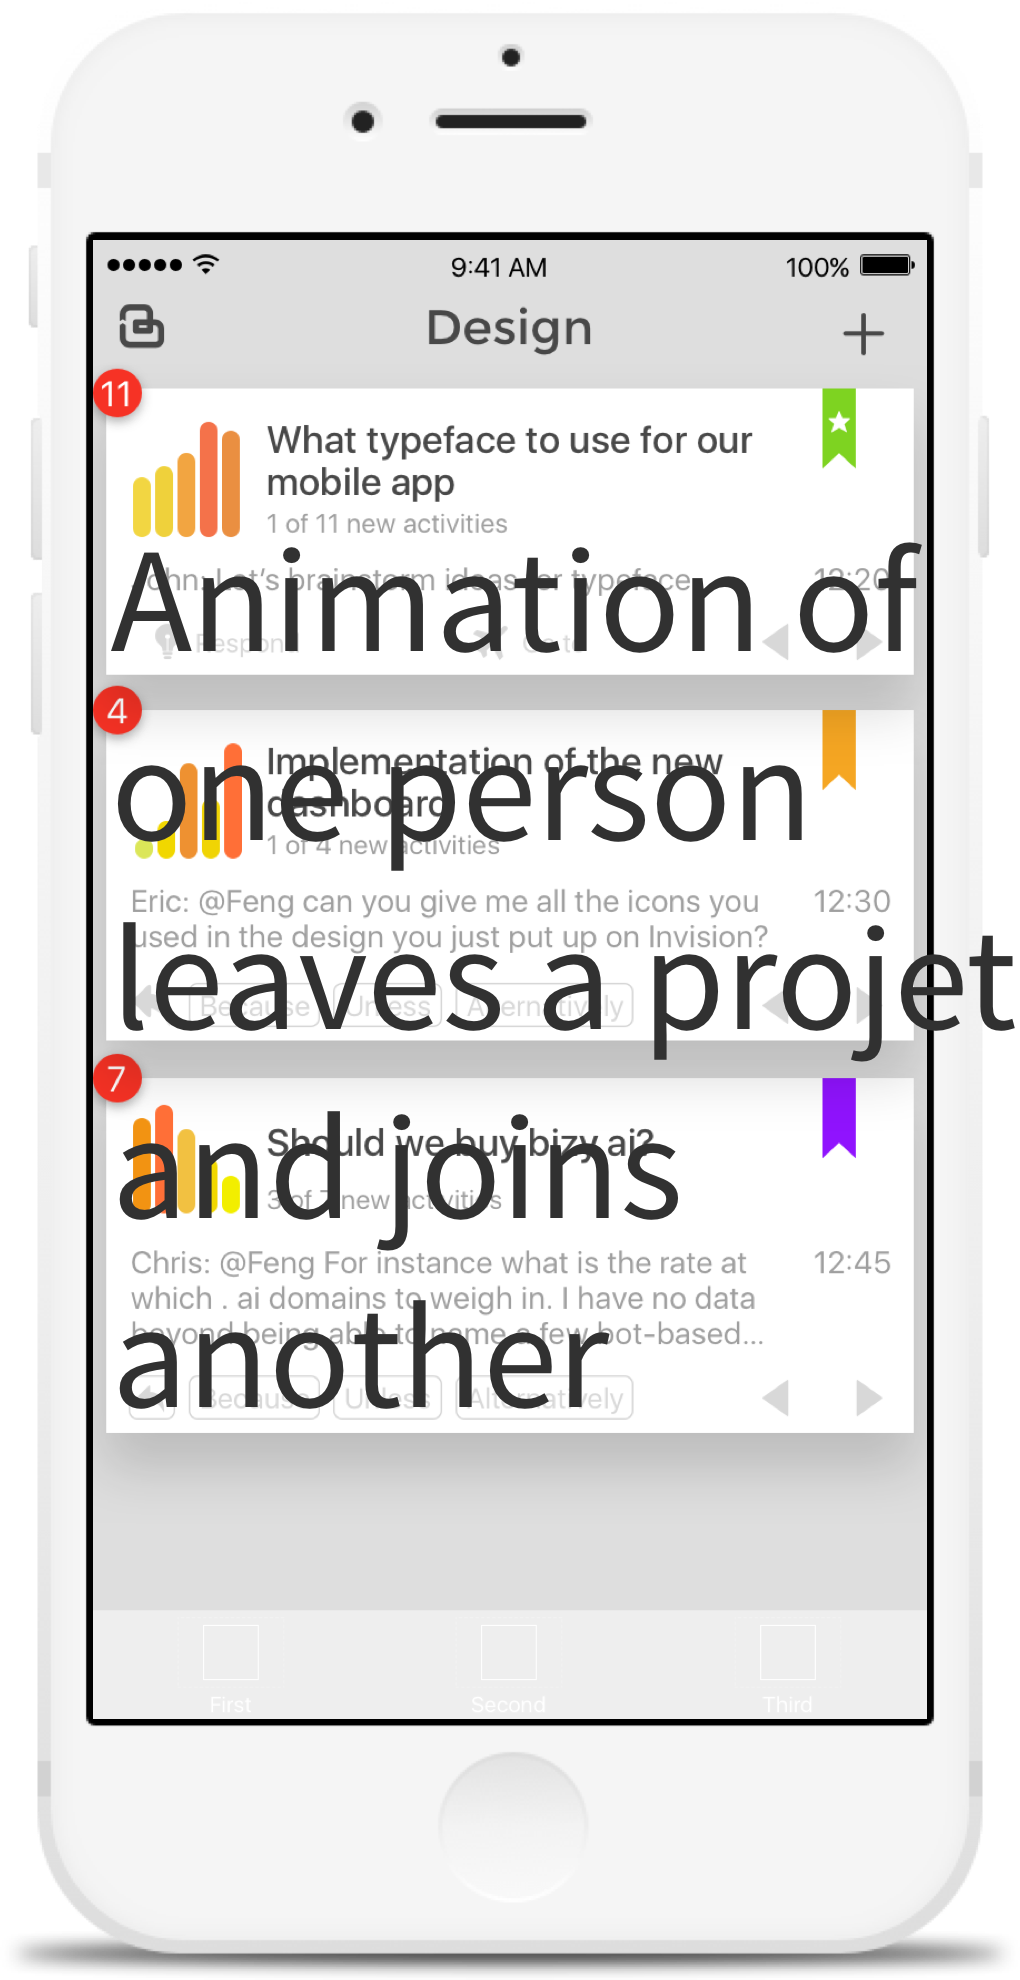 9:41 AM
100%
Design
11
What typeface to use for our
mobile app
1 of 11 new activities
John: Let's brainstorm ideas for typeface
12:20
Respond
Go to
Animation of
4
Implementation of the new
dashboard
1 of 4 new activities
one person
Eric: @Feng can you give me all the icons you
used in the design you just put up on Invision?
12:30
Because
Unless
Alternatively
leaves a projet
7
Should we buy bizy.ai?
3 of 7 new activities
and joins
Chris: @Feng For instance what is the rate at
which . ai domains to weigh in. I have no data
beyond being able to name a few bot-based...
12:45
another
Because
Unless
Alternatively
First
Second
Third